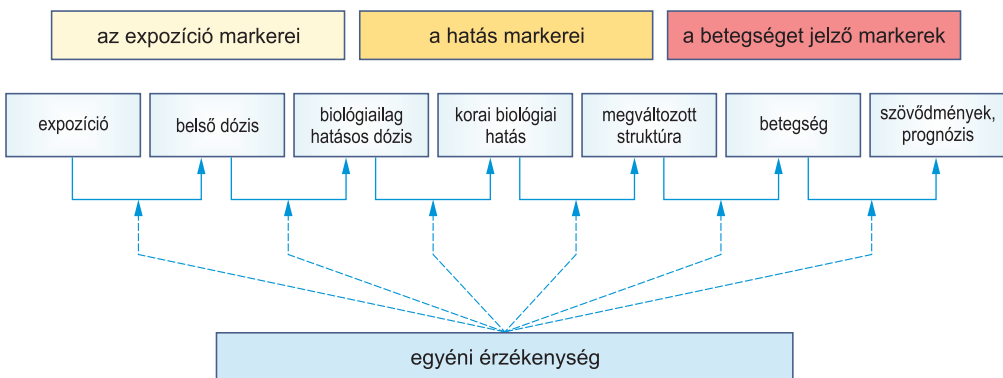 az expozíció markerei
a hatás markerei
a betegséget jelző markerek
expozíció
belső dózis
biológiailag
hatásos dózis
korai biológiai
hatás
megváltozott
struktúra
betegség
szövődmények,
prognózis
egyéni érzékenység